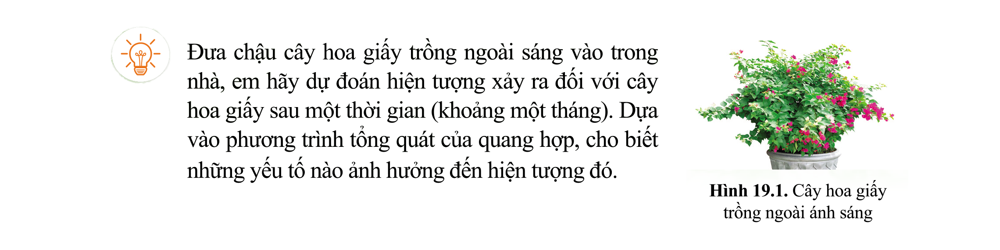 Đưa chậu cây hoa giấy trồng ngoài sáng vào trong
nhà, em hãy dự đoán hiện tượng xảy ra đối với cây
hoa giấy sau một thời gian (khoảng một tháng). Dựa
vào phương trình tổng quát của quang hợp, cho biết
những yếu tố nào ảnh hưởng đến hiện tượng đó.
Hình 19.1. Cây hoa giấy
trồng ngoài ánh sáng